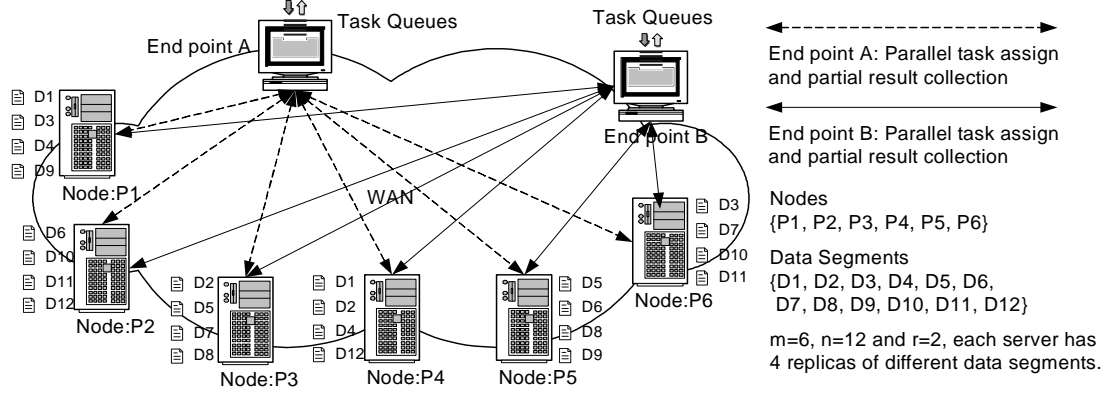 Task Queues
End point A
Task Queues
End point B
WAN
D1
D3
D4
D9
Node:P1
D6
D10
D11
D12
Node:P2
D2
D5
D7
D8
Node:P3
D1
D2
D4
D12
Node:P4
D5
D6
D8
D9
Node:P5
D3
D7
D10
D11
Node:P6
End point A: Parallel task assign
and partial result collection
End point B: Parallel task assign
and partial result collection
Nodes
{P1, P2, P3, P4, P5, P6}
Data Segments
{D1, D2, D3, D4, D5, D6,
D7, D8, D9, D10, D11, D12}
m=6, n=12 and r=2, each server has
4 replicas of different data segments.